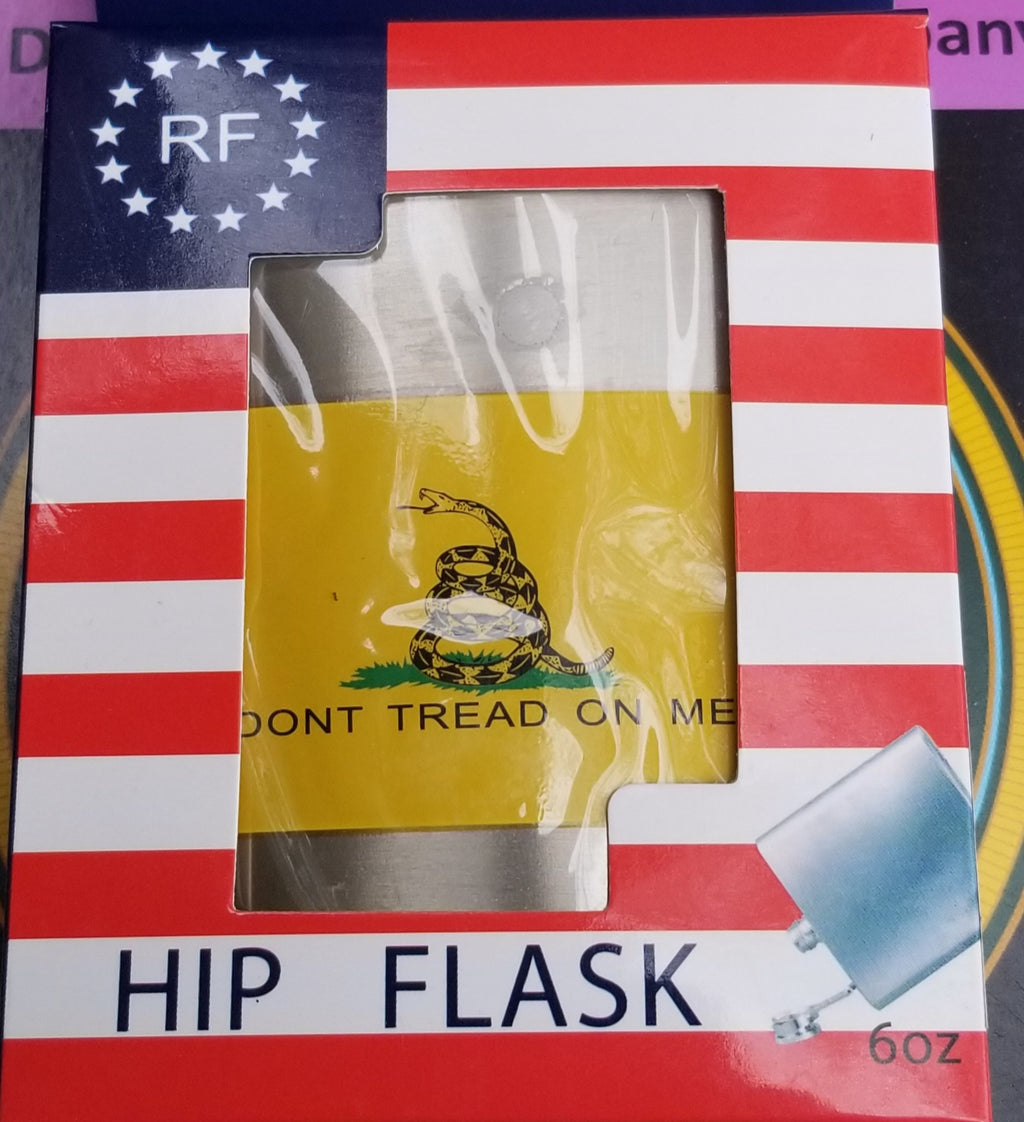 RF
DONT TREAD ON ME
HIP FLASK
6oz